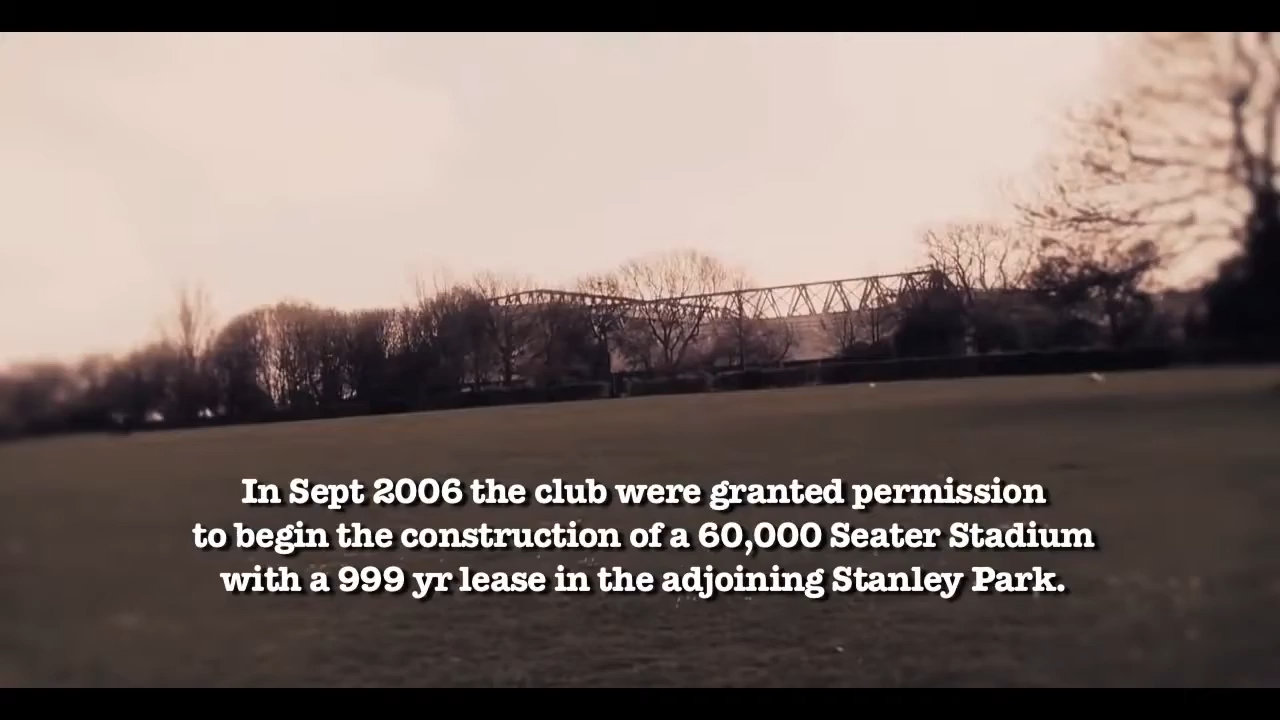 In Sept 2006 the club were granted permission
to begin the construction of a 60,000 Seater Stadium
with a 999 yr lease in the adjoining Stanley Park.